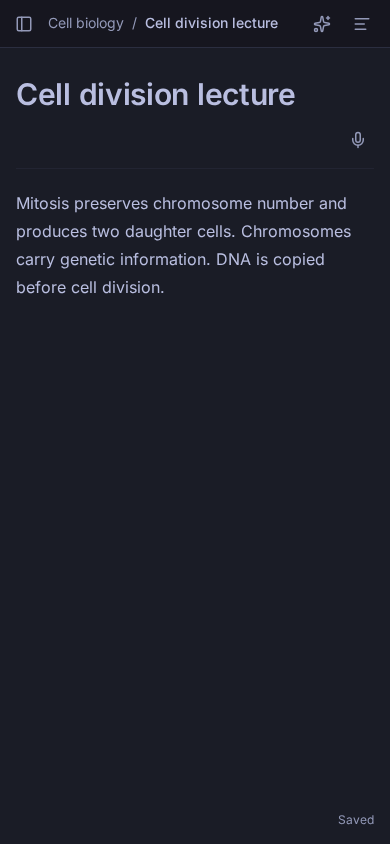 Cell biology / Cell division lecture
Cell division lecture
Mitosis preserves chromosome number and
produces two daughter cells. Chromosomes
carry genetic information. DNA is copied
before cell division.
Saved